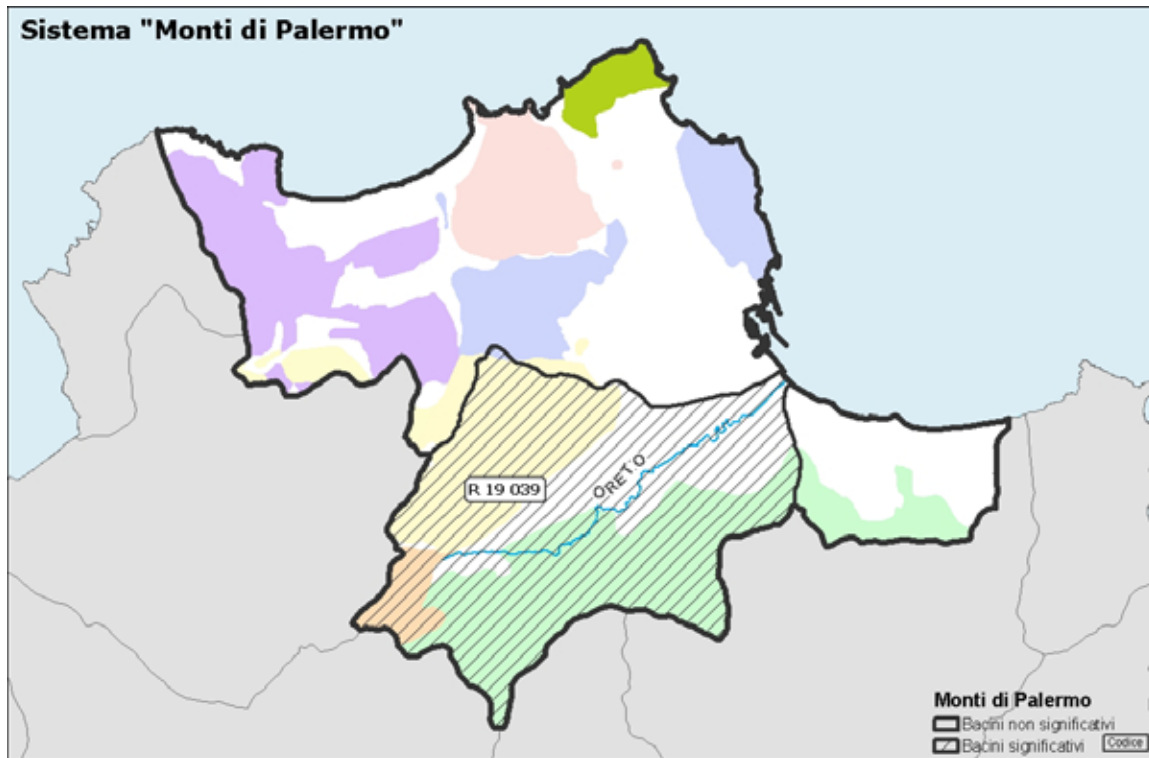 Sistema "Monti di Palermo"
R 19 039
ORETO
Monti di Palermo
Bacini non significativi
Bacini significativi
Codice